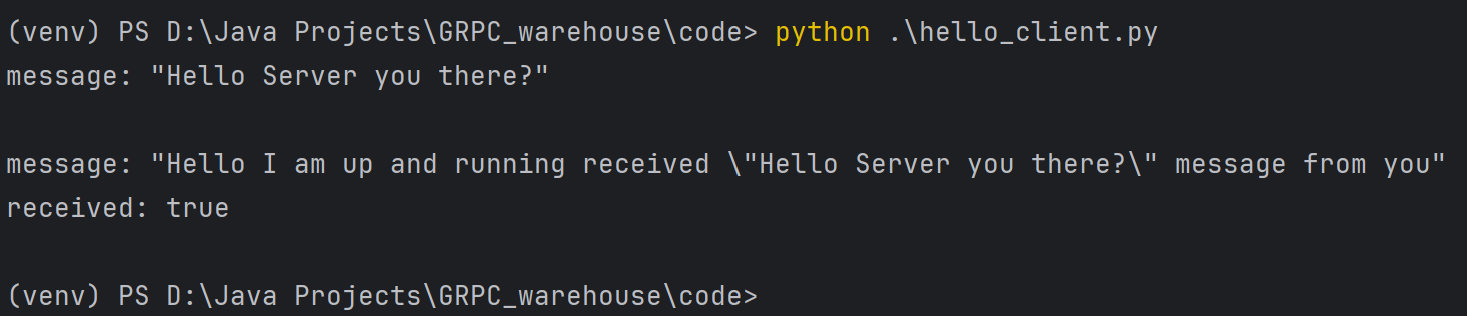 (venv) PS D:\Java Projects\GRPC_warehouse\code> python .\hello_client.py
message: "Hello Server you there?"
message: "Hello I am up and running received \"Hello Server you there?\" message from you"
received: true
(venv) PS D:\Java Projects\GRPC_warehouse\code>